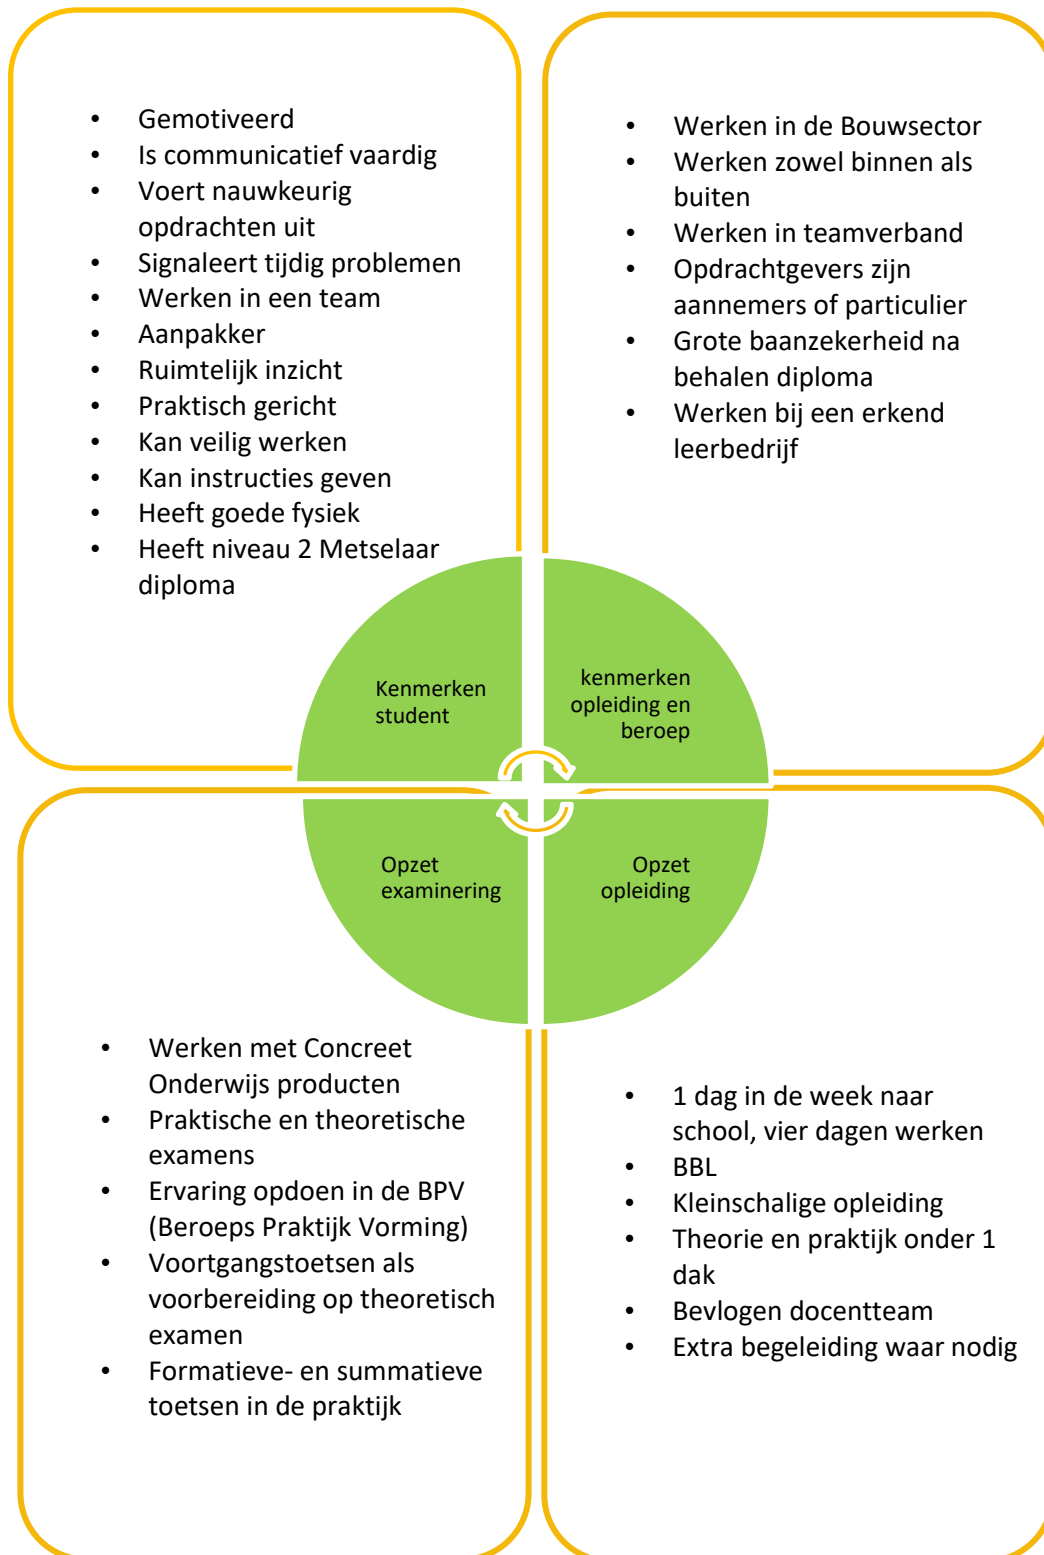 • Gemotiveerd
• Is communicatief vaardig
• Voert nauwkeurig
opdrachten uit
• Signaleert tijdig problemen
• Werken in een team
• Aanpakker
• Ruimtelijk inzicht
• Praktisch gericht
• Kan veilig werken
• Kan instructies geven
• Heeft goede fysiek
• Heeft niveau 2 Metselaar
diploma
• Werken in de Bouwsector
• Werken zowel binnen als
buiten
• Werken in teamverband
• Opdrachtgevers zijn
aannemers of particulier
• Grote baanzekerheid na
behalen diploma
• Werken bij een erkend
leerbedrijf
Kenmerken
student
kenmerken
opleiding en
beroep
Opzet
examinering
Opzet
opleiding
• Werken met Concreet
Onderwijs producten
• Praktische en theoretische
examens
• Ervaring opdoen in de BPV
(Beroeps Praktijk Vorming)
• Voortgangstoetsen als
voorbereiding op theoretisch
examen
• Formatieve- en summatieve
toetsen in de praktijk
• 1 dag in de week naar
school, vier dagen werken
• BBL
• Kleinschalige opleiding
• Theorie en praktijk onder 1
dak
• Bevlogen docentteam
• Extra begeleiding waar nodig